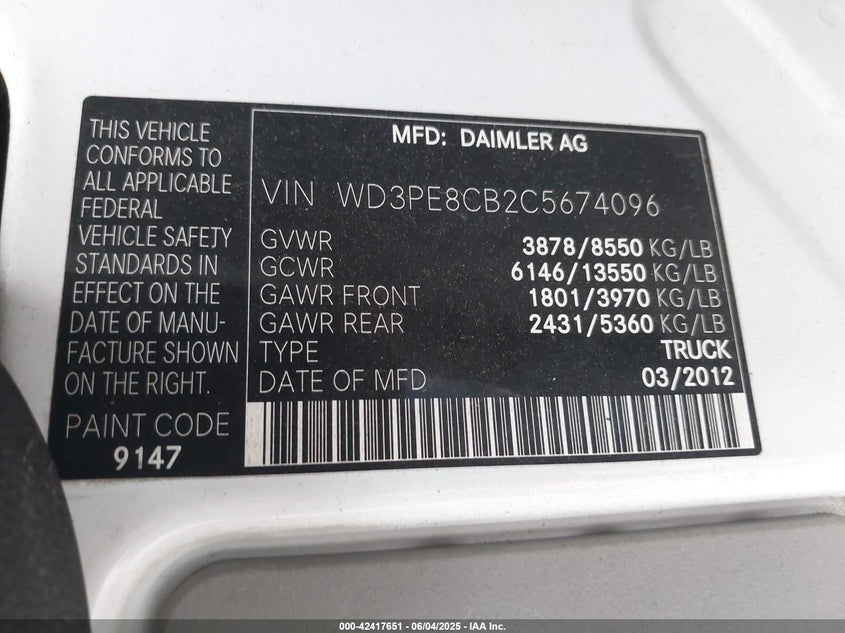 THIS VEHICLE
CONFORMS TO
ALL APPLICABLE
FEDERAL
VEHICLE SAFETY
STANDARDS IN
EFFECT ON THE
DATE OF MANU-
FACTURE SHOWN
ON THE RIGHT.
PAINT CODE
9147
MFD: DAIMLER AG
VIN WD3PE8CB2C5674096
GVWR 3878/8550 KG/LB
GCWR 6146/13550 KG/LB
GAWR FRONT 1801/3970 KG/LB
GAWR REAR 2431/5360 KG/LB
TYPE TRUCK
DATE OF MFD 03/2012
000-42417651 - 06/04/2025 - IAA Inc.